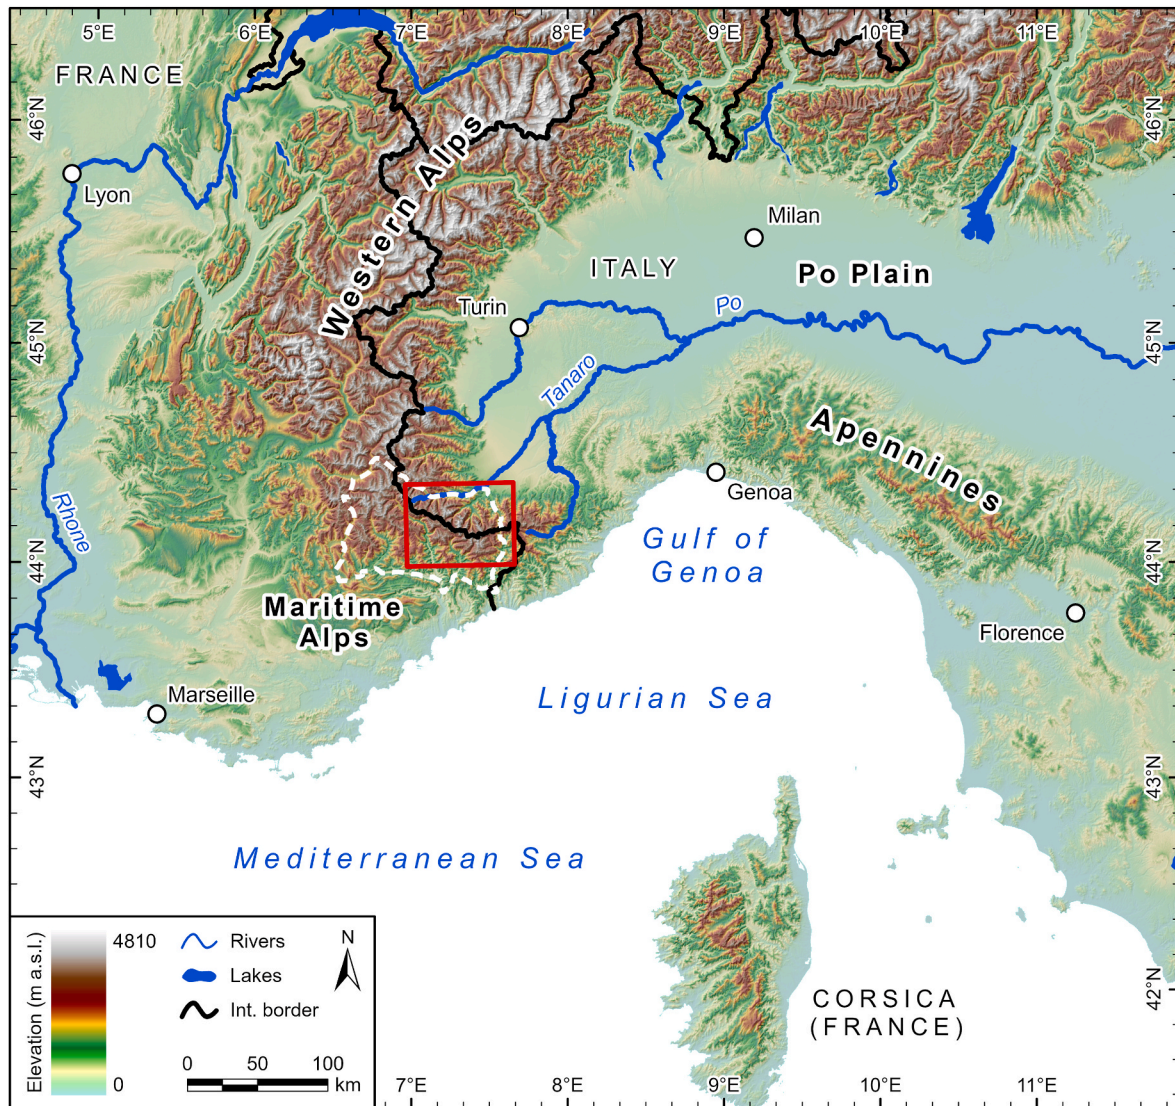 5°E
6°E
7°E
8°E
9°E
10°E
11°E
FRANCE
46°N
46°N
Western Alps
Lyon
Milan
ITALY
Po Plain
Turin
Po
45°N
45°N
Tanaro
Apennines
Genoa
Rhone
Gulf of
Genoa
44°N
44°N
Maritime
Alps
Florence
Marseille
Ligurian Sea
43°N
43°N
Mediterranean Sea
CORSICA
(FRANCE)
42°N
Elevation (m a.s.l.)
4810
0
Rivers
Lakes
Int. border
N
0 50 100
km
7°E
8°E
9°E
10°E
11°E